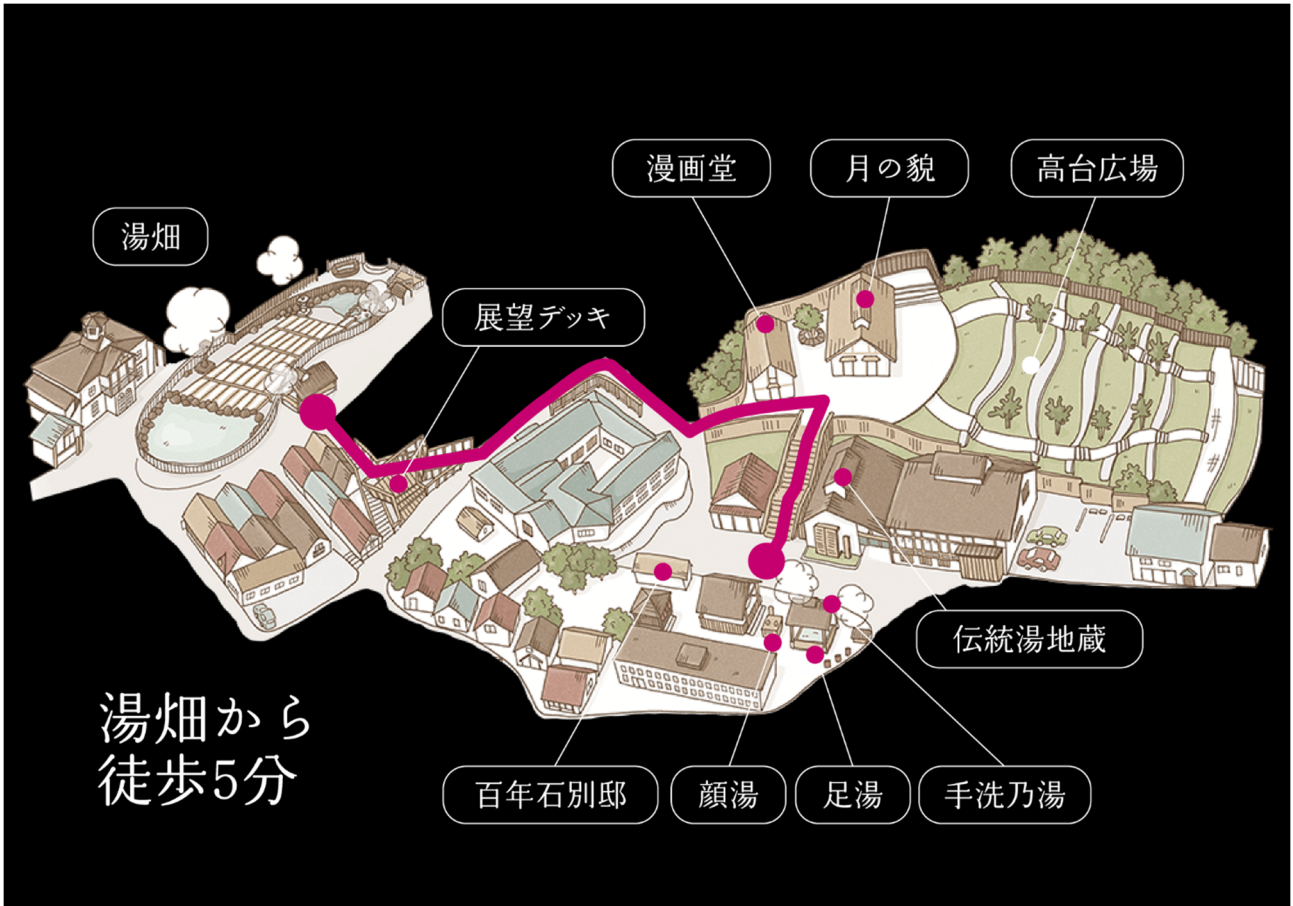 漫画堂
月の貌
高台広場
湯畑
展望デッキ
伝統湯地蔵
湯畑から
徒歩5分
百年石別邸
顔湯
足湯
手洗乃湯